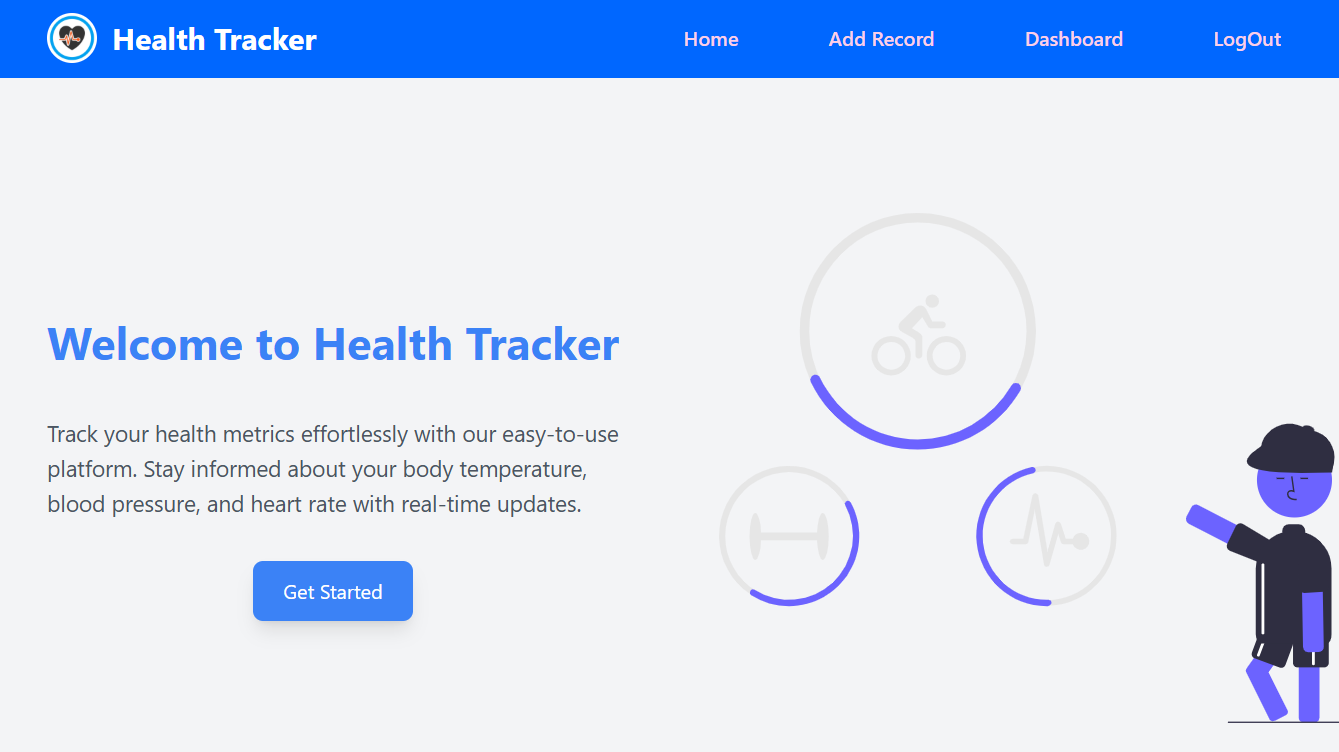 Health Tracker
Home
Add Record
Dashboard
LogOut
Welcome to Health Tracker
Track your health metrics effortlessly with our easy-to-use
platform. Stay informed about your body temperature,
blood pressure, and heart rate with real-time updates.
Get Started